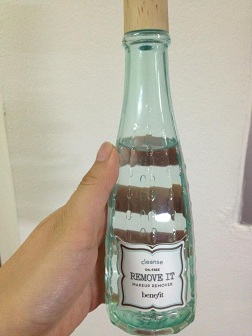 cleanse
OIL-FREE
REMOVE IT
MAKEUP REMOVER
benefit